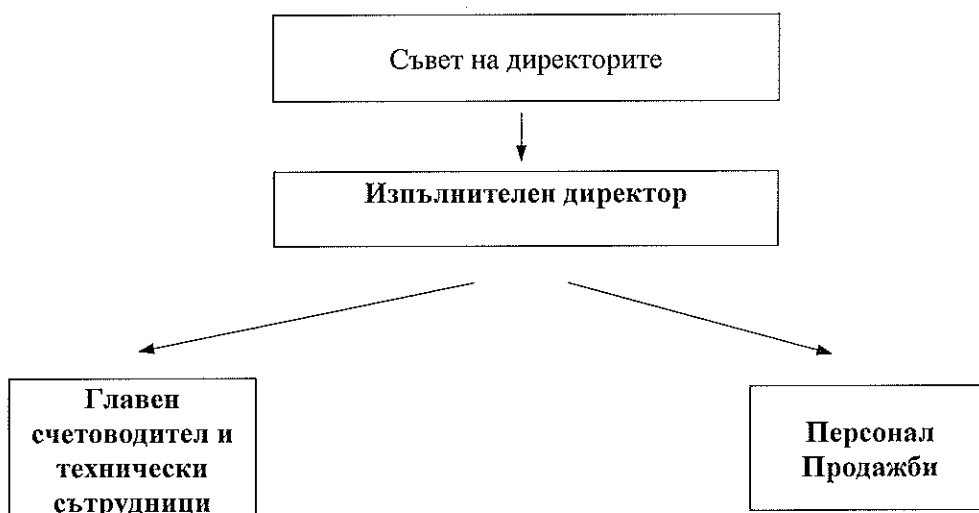 Съвет на директорите
Изпълнителен директор
Главен
счетоводител и
технически
сътрудници
Персонал
Продажби